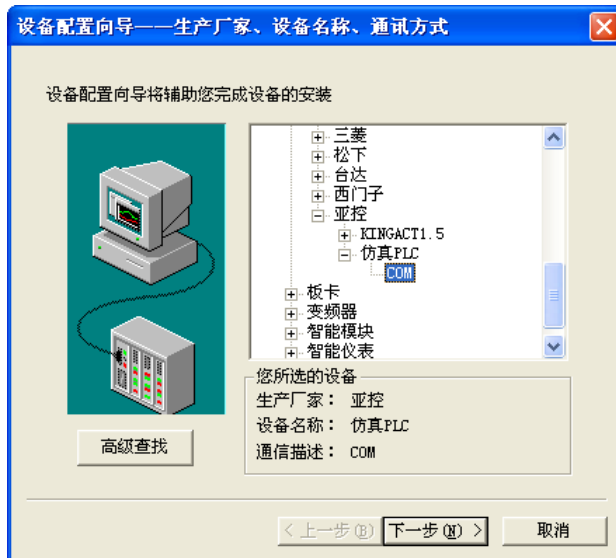 设备配置向导——生产厂家、设备名称、通讯方式
设备配置向导将辅助您完成设备的安装
三菱
松下
台达
西门子
亚控
KINGACT1.5
仿真PLC
COM
板卡
变频器
智能模块
智能仪表
高级查找
您所选的设备
生产厂家： 亚控
设备名称： 仿真PLC
通信描述： COM
< 上一步(B)
下一步(N) >
取消